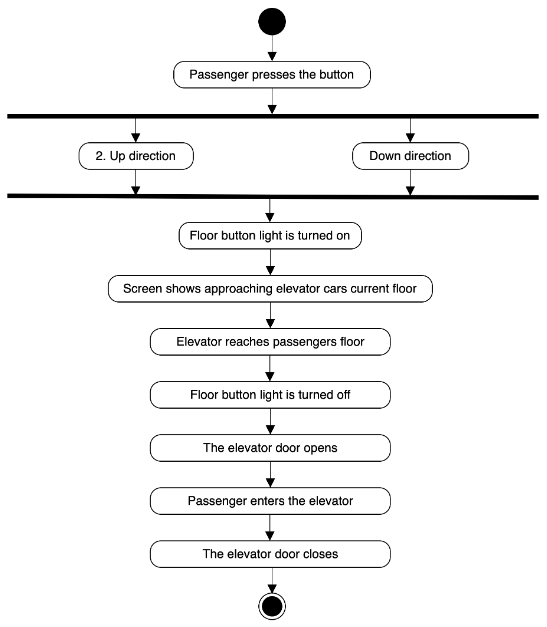 Passenger presses the button
2. Up direction
Down direction
Floor button light is turned on
Screen shows approaching elevator cars current floor
Elevator reaches passengers floor
Floor button light is turned off
The elevator door opens
Passenger enters the elevator
The elevator door closes